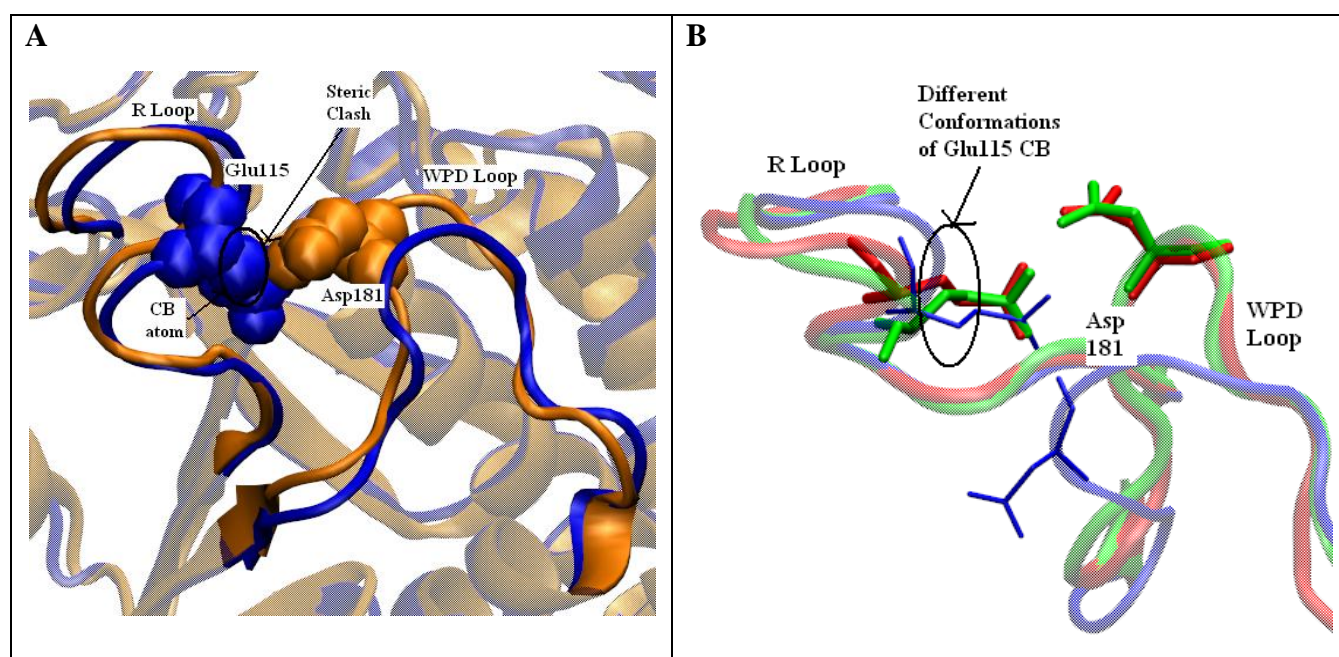 A
R Loop
Steric
Clash
Glu115
WPD Loop
CB
atom
Asp181
B
Different
Conformations
of Glu115 CB
R Loop
Asp
181
WPD
Loop